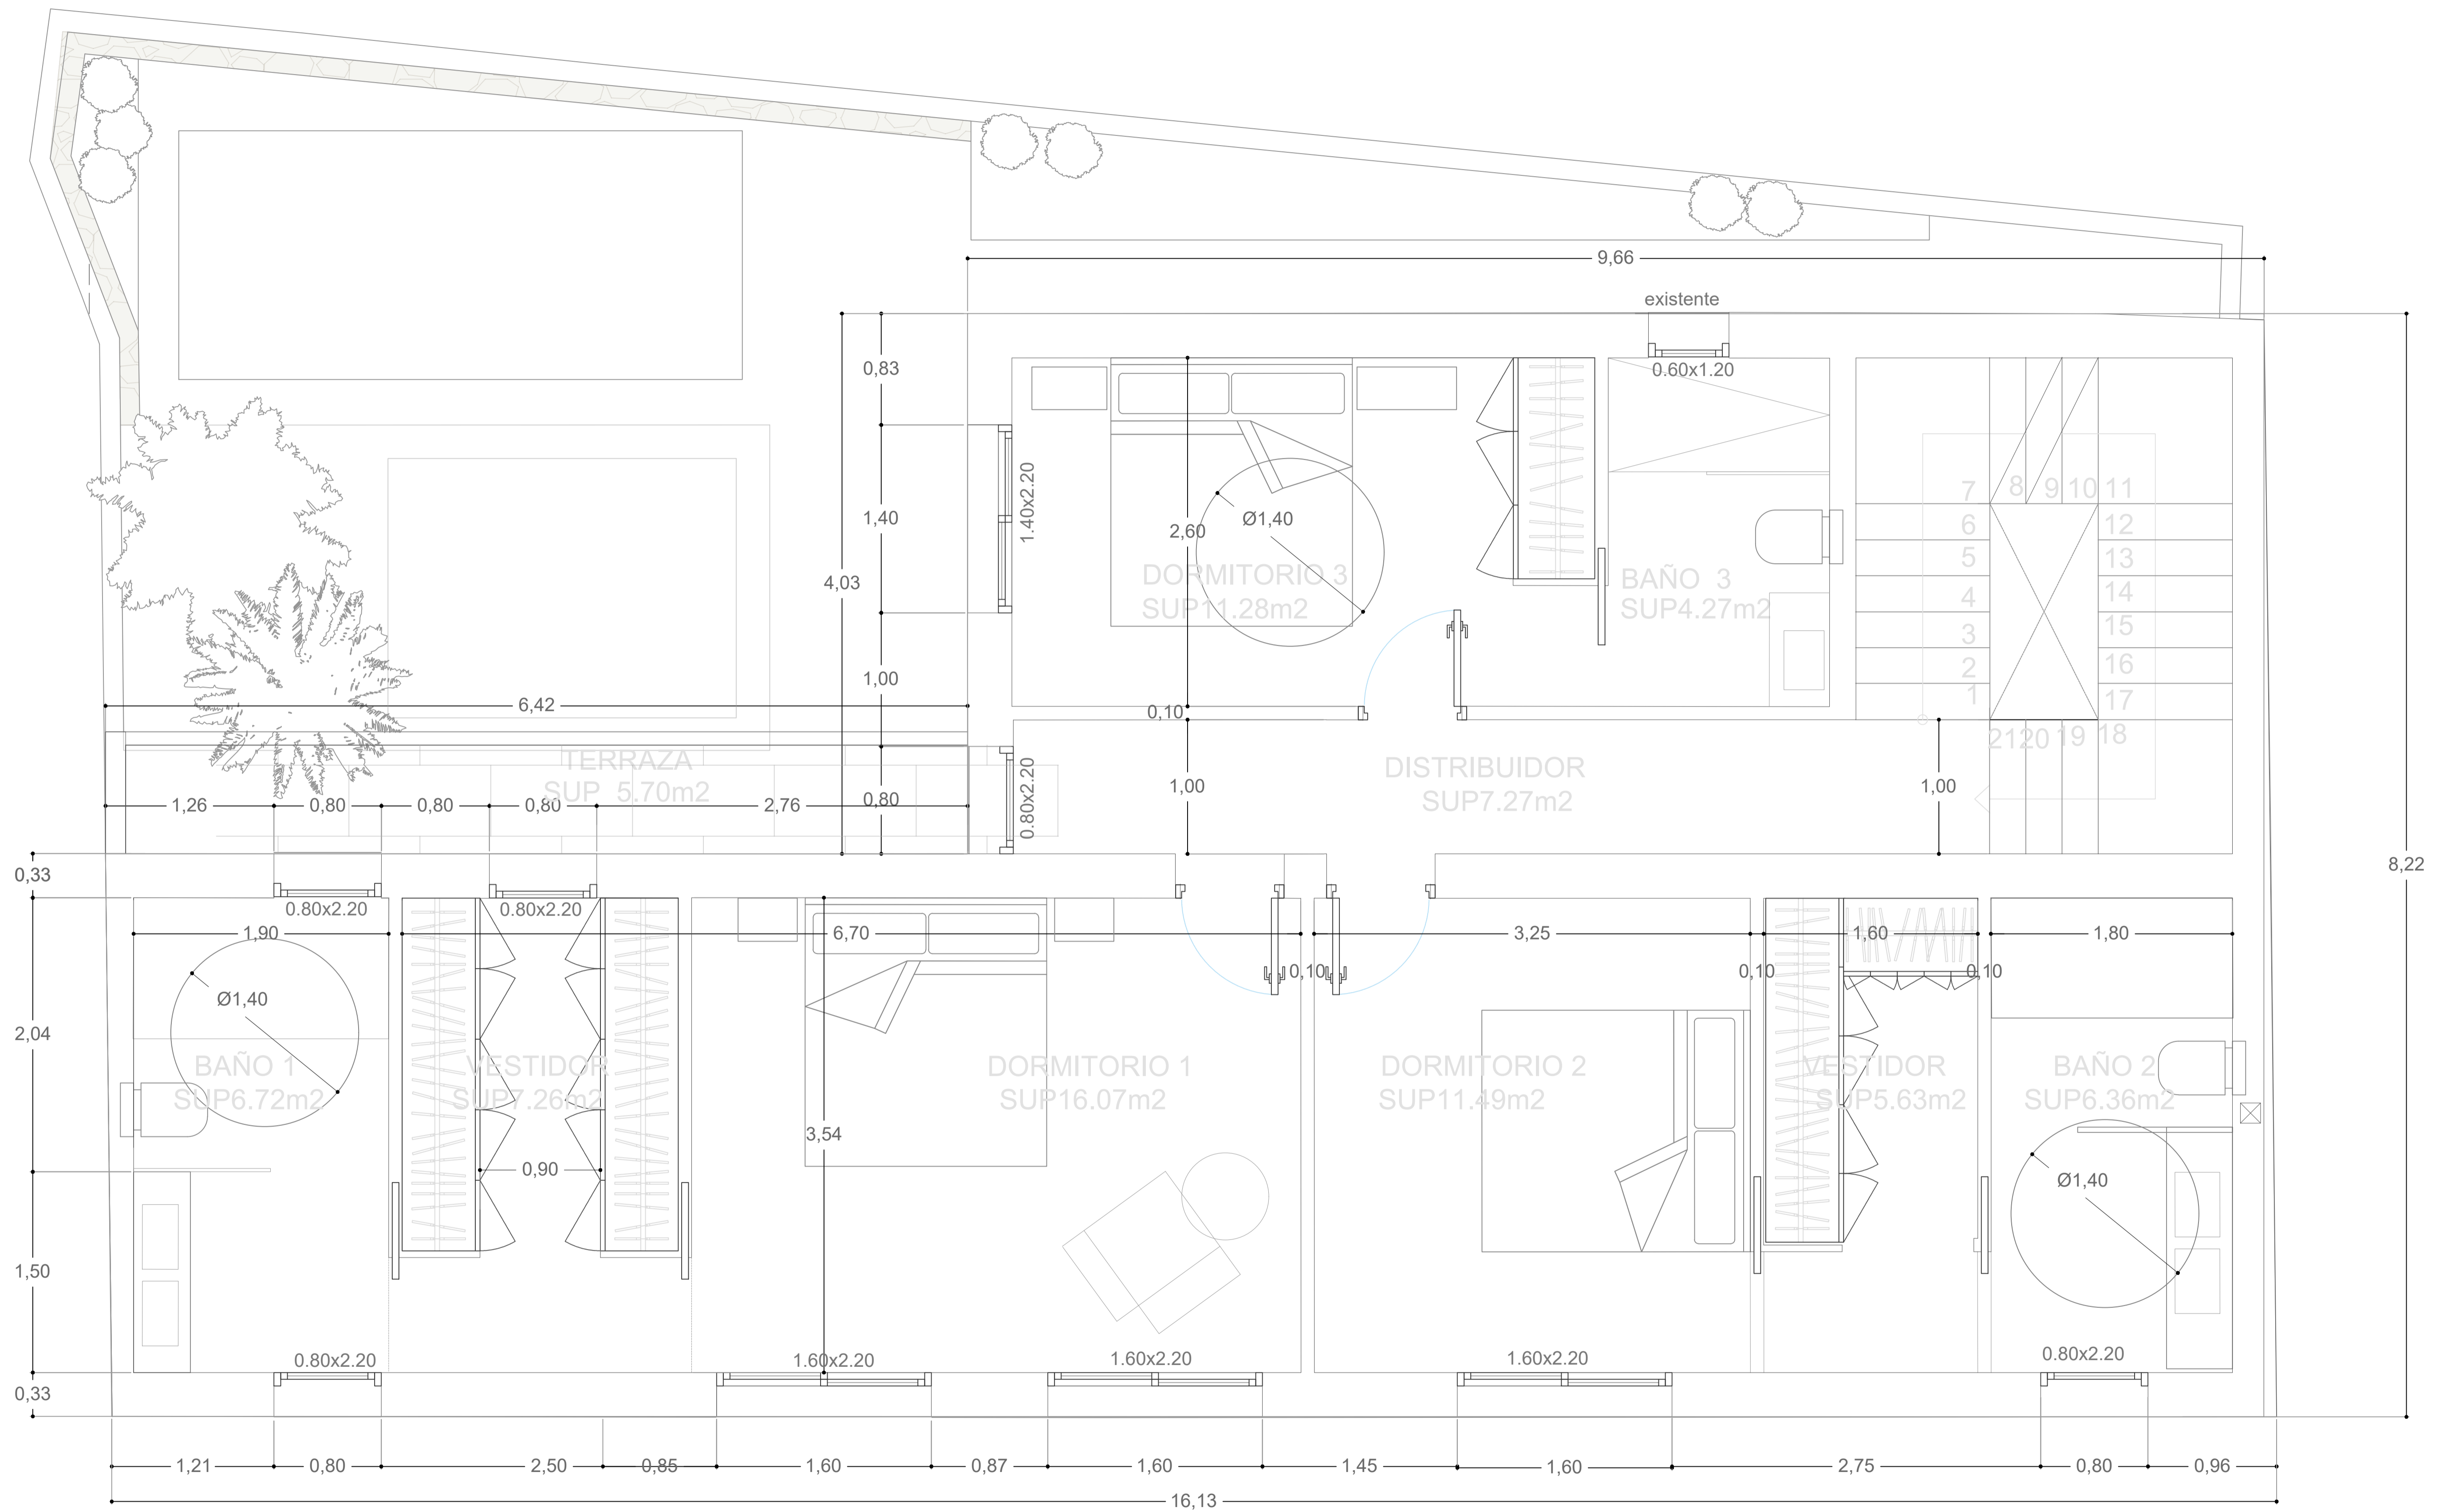 9,66
existente
0.60x1.20
0,83
1,40
1.40x2.20
4,03
2,60
Ø1,40
DORMITORIO 3
SUP11.28m2
BAÑO 3
SUP4.27m2
7
8
9
10
11
6
12
5
13
4
14
3
15
2
16
1
17
21
20
19
18
1,00
6,42
0,10
TERRAZA
SUP 5.70m2
0.80x2.20
1,26
0,80
0,80
0,80
2,76
0,80
1,00
DISTRIBUIDOR
SUP7.27m2
1,00
8,22
0,33
0.80x2.20
0.80x2.20
1,90
6,70
3,25
1,60
1,80
0,10
0,10
0,10
Ø1,40
2,04
BAÑO 1
SUP6.72m2
VESTIDOR
SUP7.26m2
DORMITORIO 1
SUP16.07m2
DORMITORIO 2
SUP11.49m2
VESTIDOR
SUP5.63m2
BAÑO 2
SUP6.36m2
3,54
0,90
Ø1,40
1,50
0.80x2.20
1.60x2.20
1.60x2.20
1.60x2.20
0.80x2.20
0,33
1,21
0,80
2,50
0,85
1,60
0,87
1,60
1,45
1,60
2,75
0,80
0,96
16,13